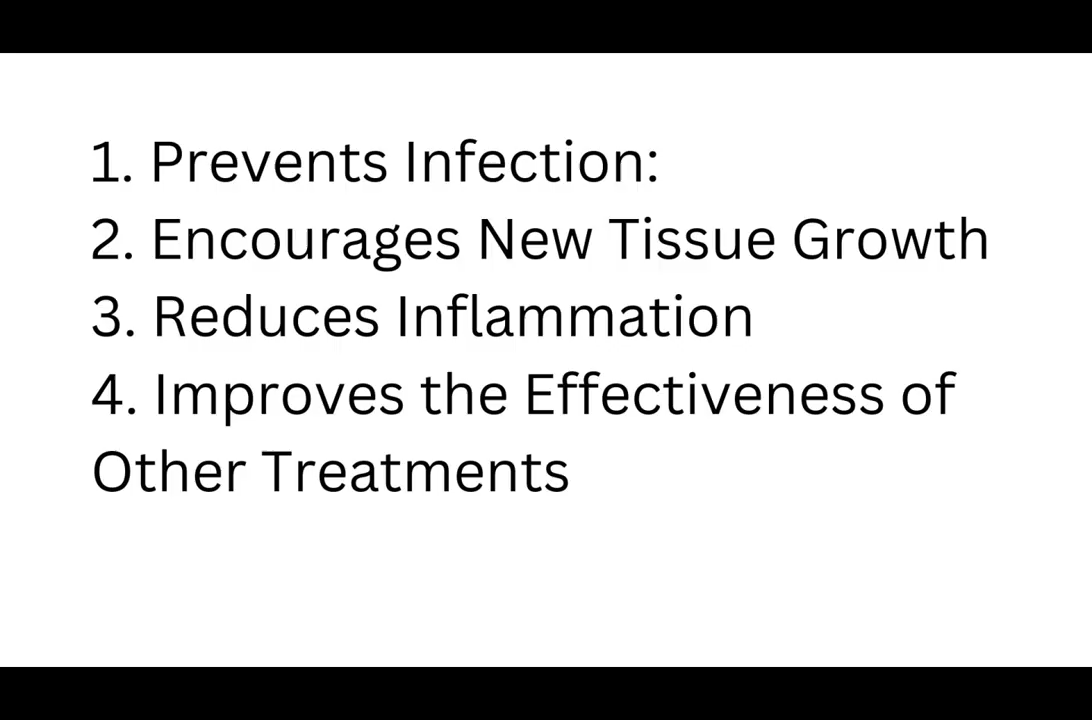 1. Prevents Infection:
2. Encourages New Tissue Growth
3. Reduces Inflammation
4. Improves the Effectiveness of
Other Treatments